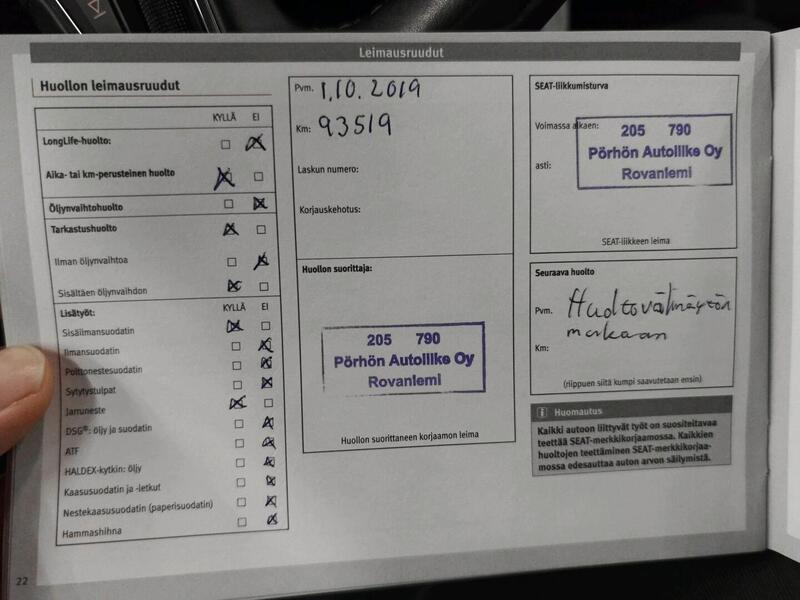 Leimausruudut
Huollon leimausruudut
KYLLÄ EI
LongLife-huolto:
Aika- tai km-perusteinen huolto
Öljynvaihtohuolto
Tarkastushuolto
Ilman öljynvaihtoa
Sisältäen öljynvaihdon
Lisätyöt: KYLLÄ EI
Sisäilmansuodatin
Ilmansuodatin
Polttonestesuodatin
Sytytystulpat
Jarruneste
DSG®: öljy ja suodatin
ATF
HALDEX-kytkin: öljy
Kaasusuodatin ja -letkut
Nestekaasusuodatin (paperisuodatin)
Hammashihna
22
Pvm. 1.10.2019
Km: 93519
Laskun numero:
Korjauskehotus:
Huollon suorittaja:
205 790
Pörhön Autoliike Oy
Rovaniemi
Huollon suorittaneen korjaamon leima
SEAT-liikkumisturva
Voimassa alkaen:
asti:
205 790
Pörhön Autoliike Oy
Rovaniemi
SEAT-liikkeen leima
Seuraava huolto
Pvm. Huoltovälinäytön
mukaan
Km:
(riippuen siitä kumpi saavutetaan ensin)
i Huomautus
Kaikki autoon liittyvät työt on suositeltavaa
teettää SEAT-merkkikorjaamossa. Kaikkien
huoltojen teettäminen SEAT-merkkikorjaa-
mossa edesauttaa auton arvon säilymistä.